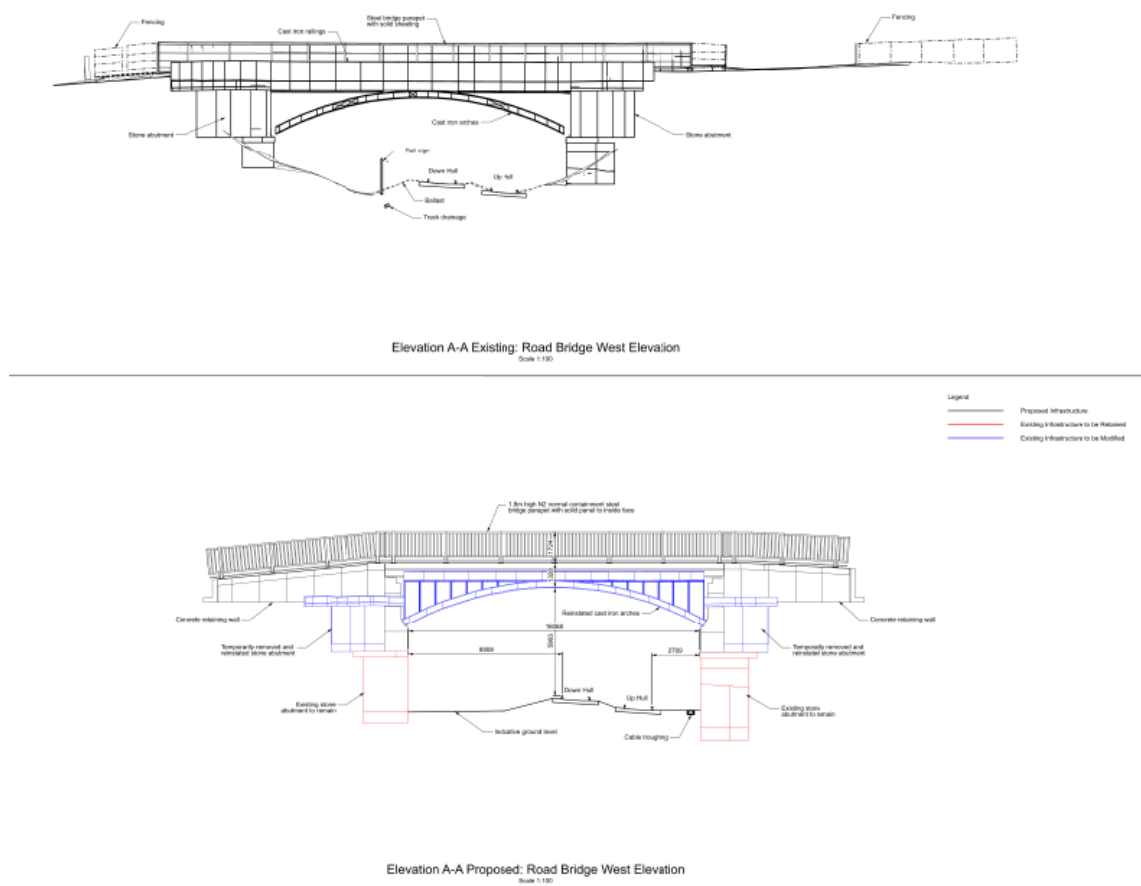 Fencing
Steel bridge parapet
with solid sheeting
Cast iron railings
Fencing
Stone abutment
Cast iron arches
Stone abutment
Down Hull
Up Hull
Ballast
Track drainage
Elevation A-A Existing: Road Bridge West Elevation
Scale 1:100
Legend
Proposed Infrastructure
Existing Infrastructure to be Retained
Existing Infrastructure to be Modified
1.8m high N2 normal containment steel
bridge parapet with solid panel to inside face
1724
Reinstated cast iron arches
Concrete retaining wall
Concrete retaining wall
Temporarily removed and
reinstated stone abutment
Temporarily removed and
reinstated stone abutment
2709
Down Hull
Up Hull
Existing stone
abutment to remain
Existing stone
abutment to remain
Indicative ground level
Cable troughing
Elevation A-A Proposed: Road Bridge West Elevation
Scale 1:100